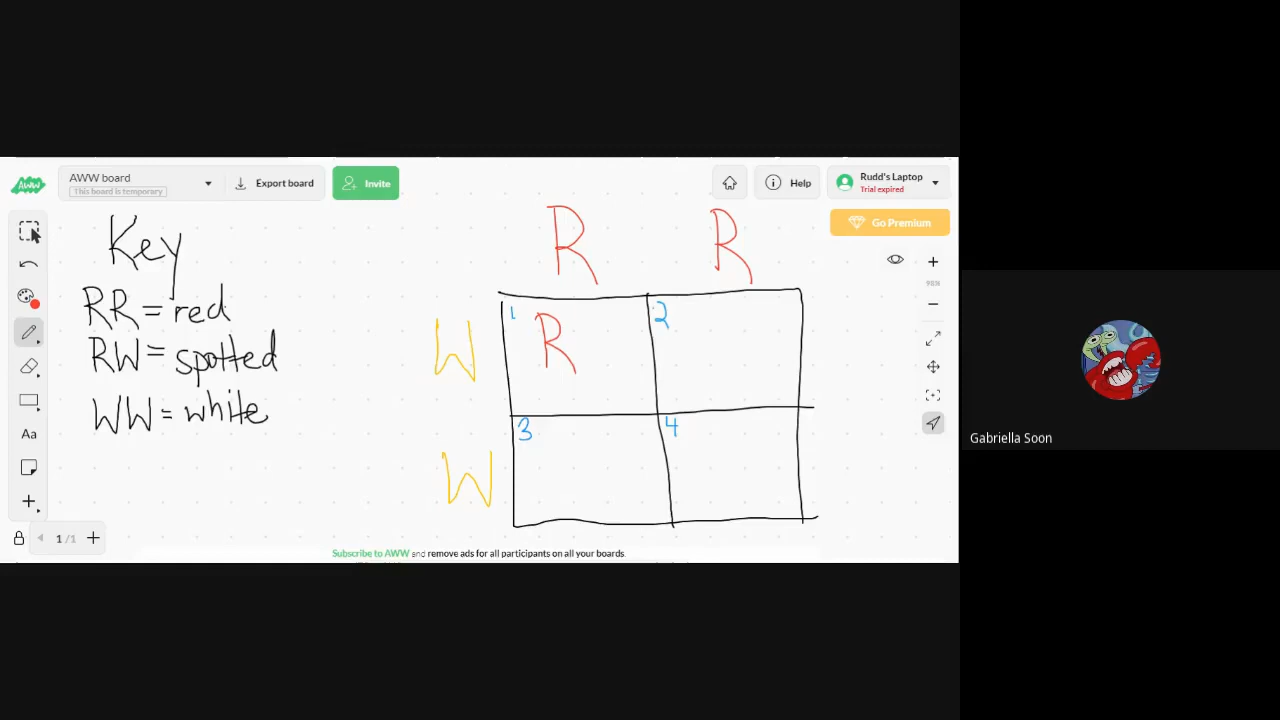 AWW
AWW board
This board is temporary
Export board
Invite
Help
Rudd's Laptop
Trial expired
Go Premium
Key
RR = red
RW = spotted
WW = white
R R
W
W
1 R
2
3
4
Aa
1 / 1
Subscribe to AWW and remove ads for all participants on all your boards.
Gabriella Soon